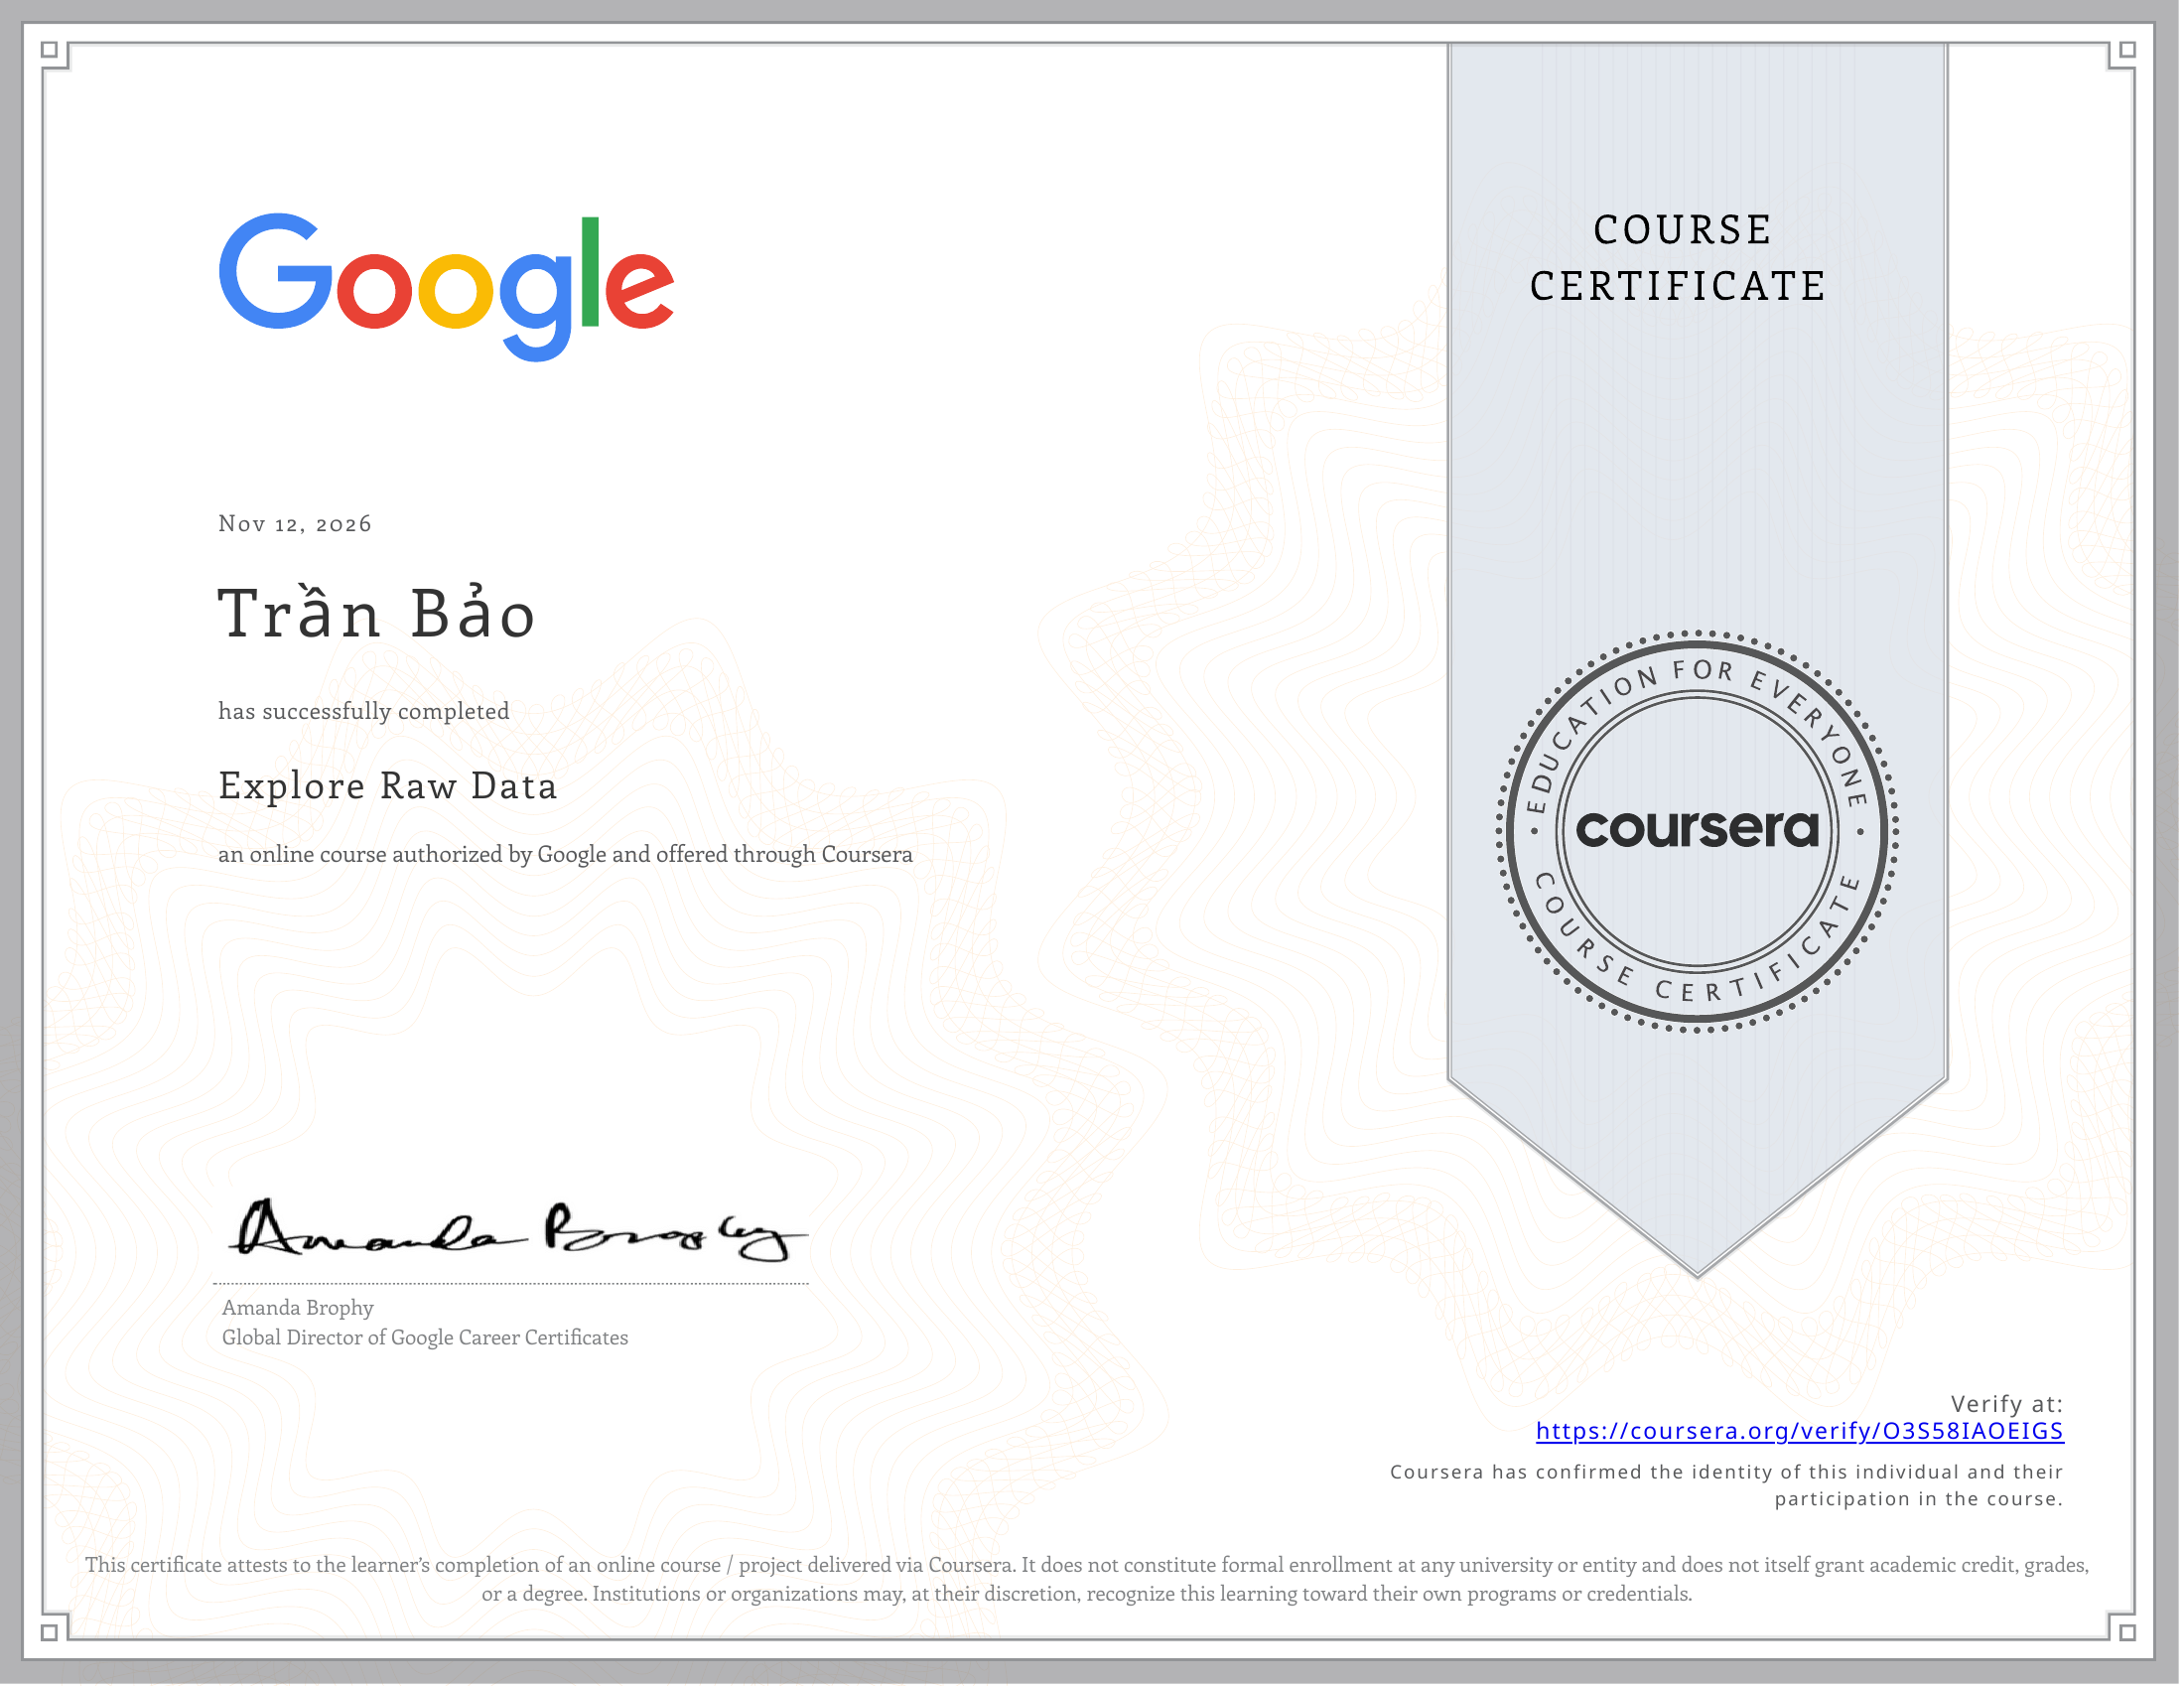 Google
COURSE
CERTIFICATE
Nov 12, 2026
Trần Bảo
has successfully completed
Explore Raw Data
an online course authorized by Google and offered through Coursera
EDUCATION FOR EVERYONE
coursera
COURSE CERTIFICATE
Amanda Brophy
Amanda Brophy
Global Director of Google Career Certificates
Verify at:
https://coursera.org/verify/O3S58IAOEIGS
Coursera has confirmed the identity of this individual and their
participation in the course.
This certificate attests to the learner's completion of an online course / project delivered via Coursera. It does not constitute formal enrollment at any university or entity and does not itself grant academic credit, grades,
or a degree. Institutions or organizations may, at their discretion, recognize this learning toward their own programs or credentials.